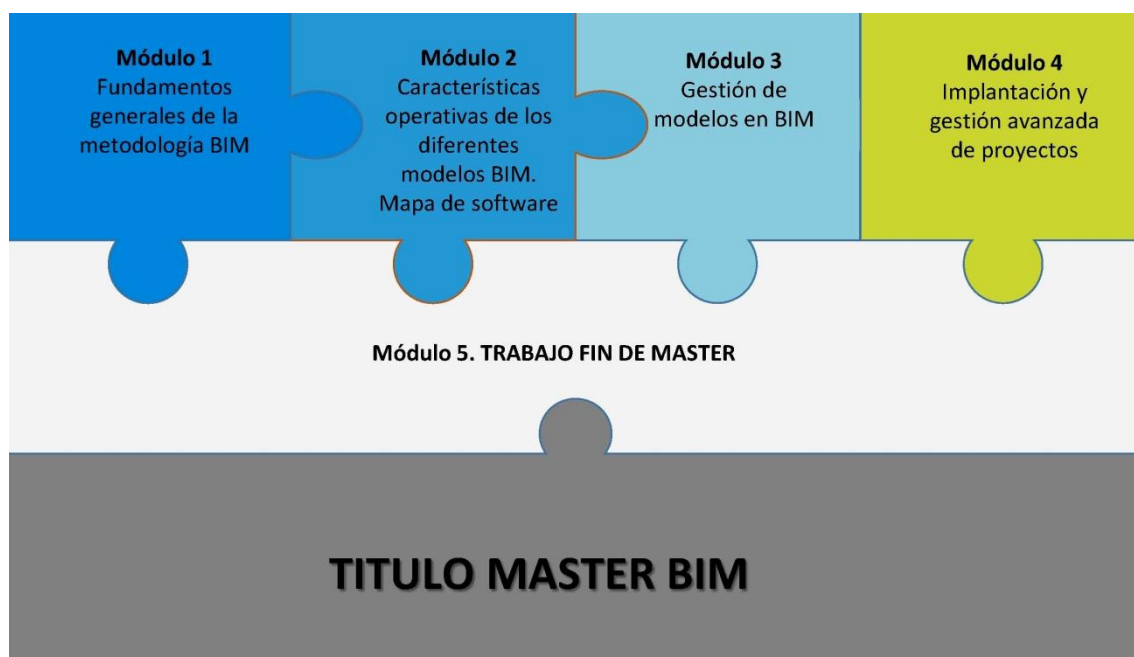 Módulo 1
Fundamentos
generales de la
metodología BIM
Módulo 2
Características
operativas de los
diferentes
modelos BIM.
Mapa de software
Módulo 3
Gestión de
modelos en BIM
Módulo 4
Implantación y
gestión avanzada
de proyectos
Módulo 5. TRABAJO FIN DE MASTER
TITULO MASTER BIM